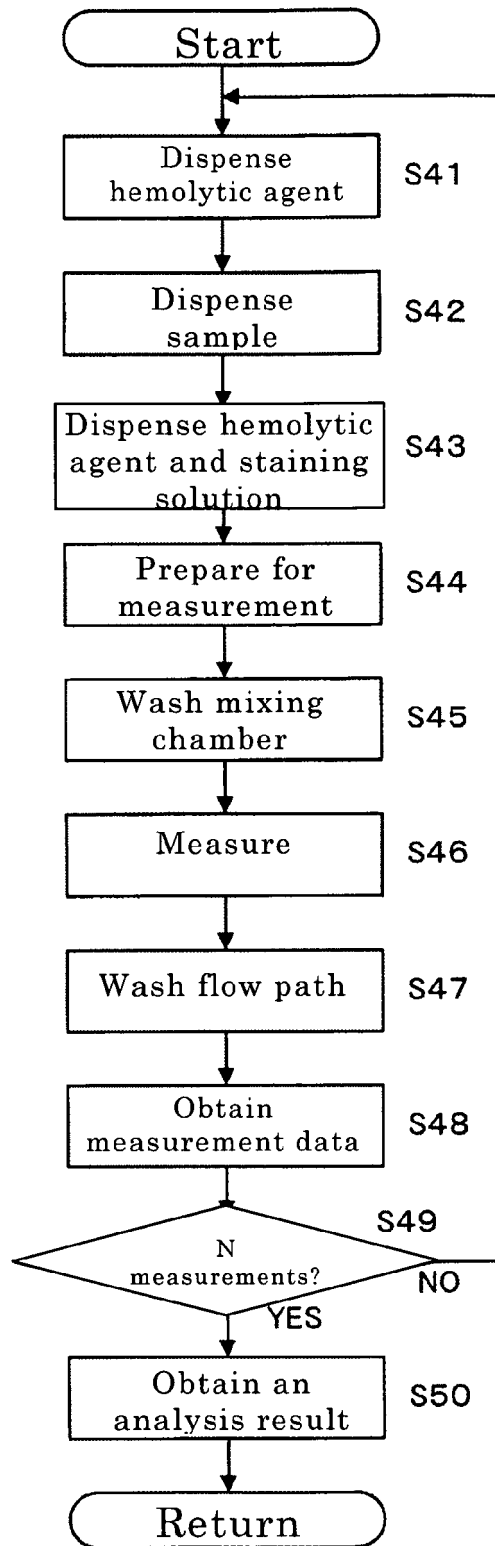 Start
Dispense
hemolytic agent
S41
Dispense
sample
S42
Dispense hemolytic
agent and staining
solution
S43
Prepare for
measurement
S44
Wash mixing
chamber
S45
Measure
S46
Wash flow path
S47
Obtain
measurement data
S48
S49
N
measurements?
NO
YES
Obtain an
analysis result
S50
Return